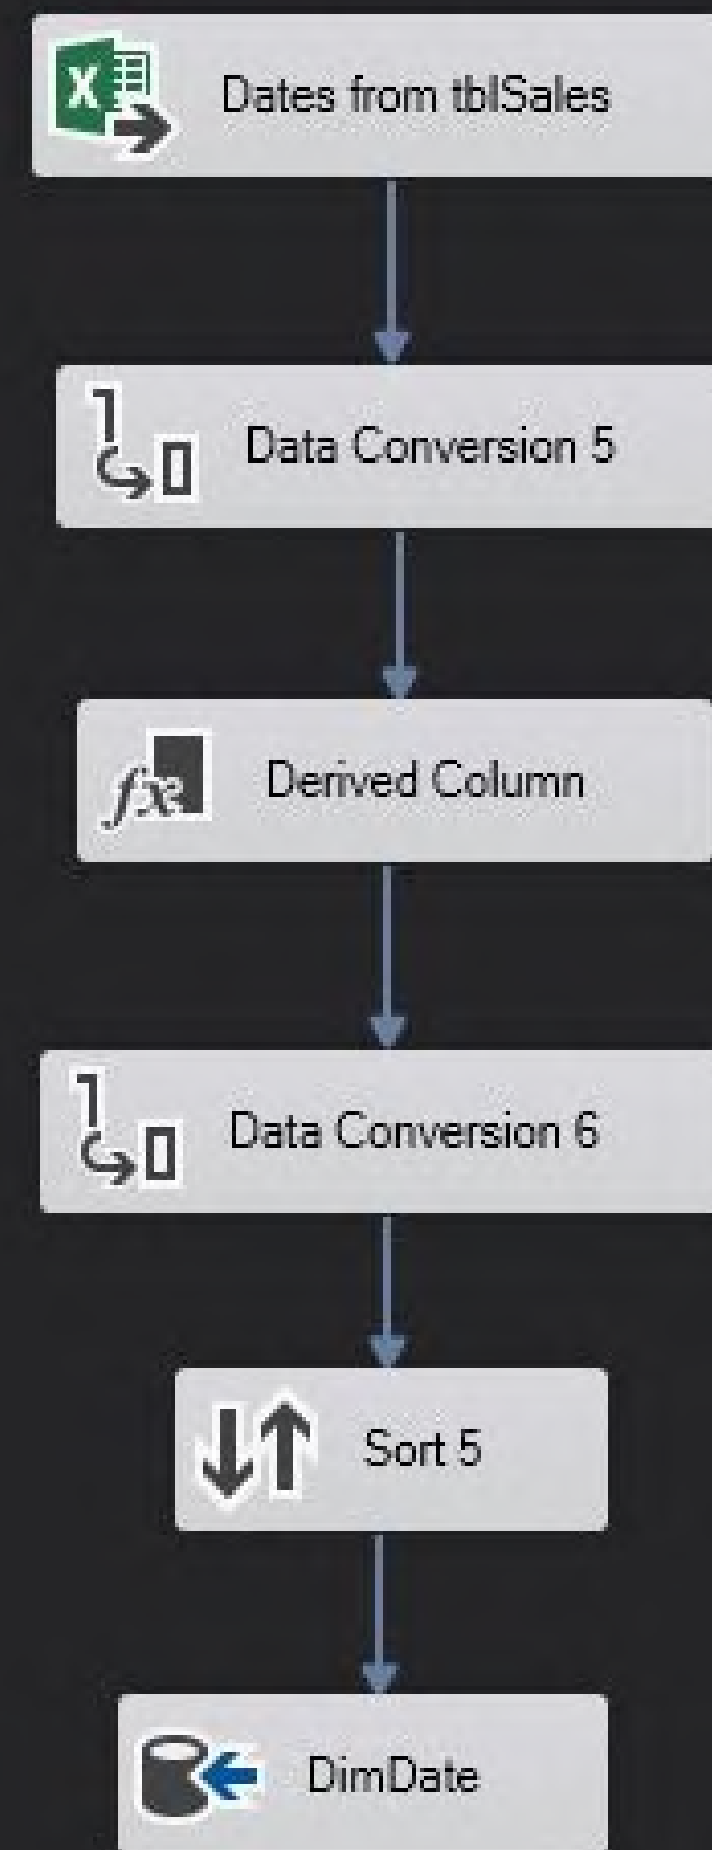 Dates from tblSales
Data Conversion 5
Derived Column
Data Conversion 6
Sort 5
DimDate